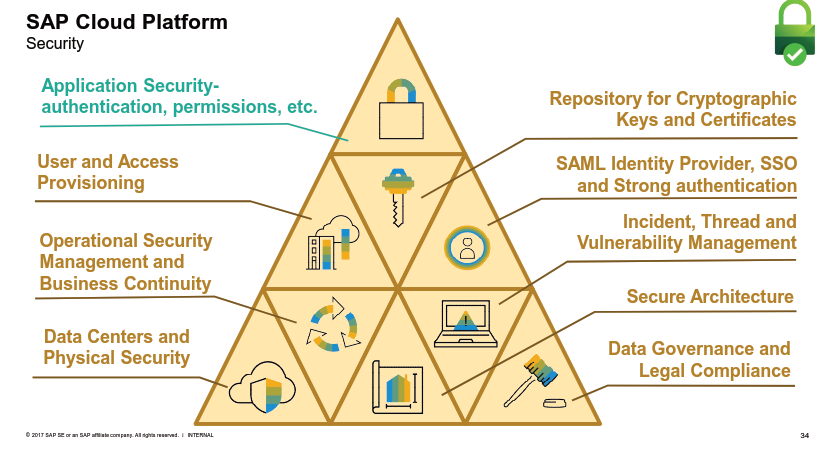 SAP Cloud Platform
Security
Application Security-
authentication, permissions, etc.
User and Access
Provisioning
Operational Security
Management and
Business Continuity
Data Centers and
Physical Security
Repository for Cryptographic
Keys and Certificates
SAML Identity Provider, SSO
and Strong authentication
Incident, Thread and
Vulnerability Management
Secure Architecture
Data Governance and
Legal Compliance
© 2017 SAP SE or an SAP affiliate company. All rights reserved. I INTERNAL
34